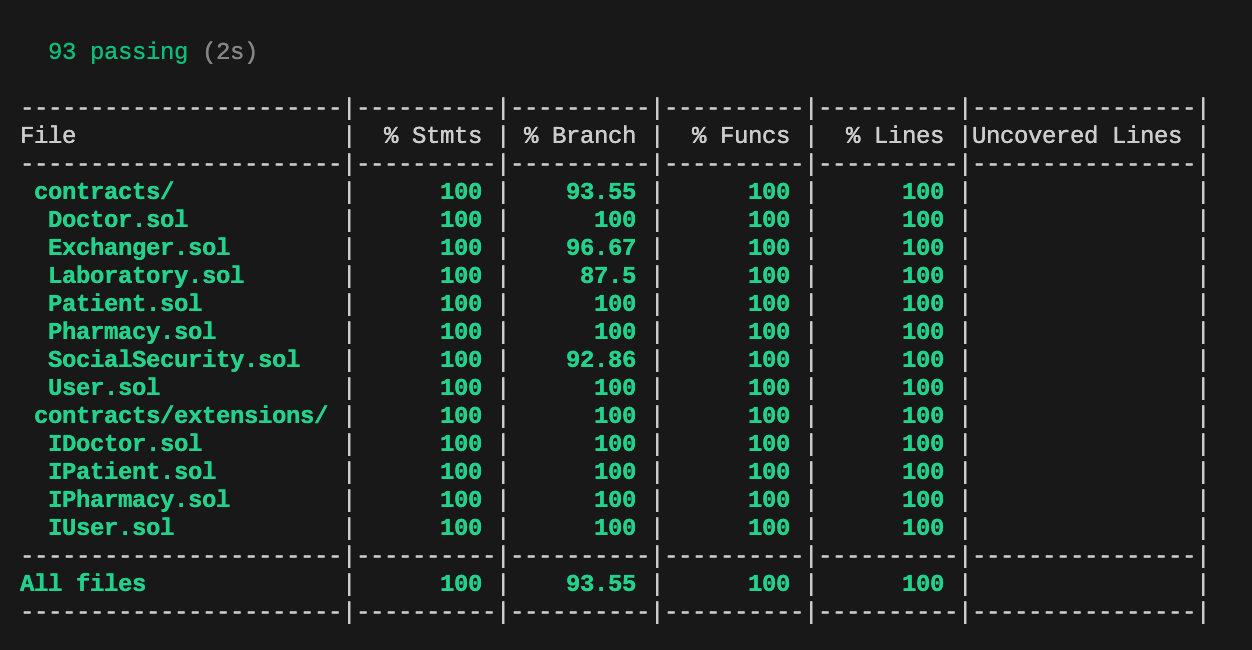 93 passing (2s)
-----------------------|----------|----------|----------|----------|----------------|
File                   |  % Stmts | % Branch |  % Funcs |  % Lines |Uncovered Lines |
-----------------------|----------|----------|----------|----------|----------------|
 contracts/            |      100 |    93.55 |      100 |      100 |                |
  Doctor.sol           |      100 |      100 |      100 |      100 |                |
  Exchanger.sol        |      100 |    96.67 |      100 |      100 |                |
  Laboratory.sol       |      100 |     87.5 |      100 |      100 |                |
  Patient.sol          |      100 |      100 |      100 |      100 |                |
  Pharmacy.sol         |      100 |      100 |      100 |      100 |                |
  SocialSecurity.sol   |      100 |    92.86 |      100 |      100 |                |
  User.sol             |      100 |      100 |      100 |      100 |                |
 contracts/extensions/ |      100 |      100 |      100 |      100 |                |
  IDoctor.sol          |      100 |      100 |      100 |      100 |                |
  IPatient.sol         |      100 |      100 |      100 |      100 |                |
  IPharmacy.sol        |      100 |      100 |      100 |      100 |                |
  IUser.sol            |      100 |      100 |      100 |      100 |                |
-----------------------|----------|----------|----------|----------|----------------|
All files              |      100 |    93.55 |      100 |      100 |                |
-----------------------|----------|----------|----------|----------|----------------|